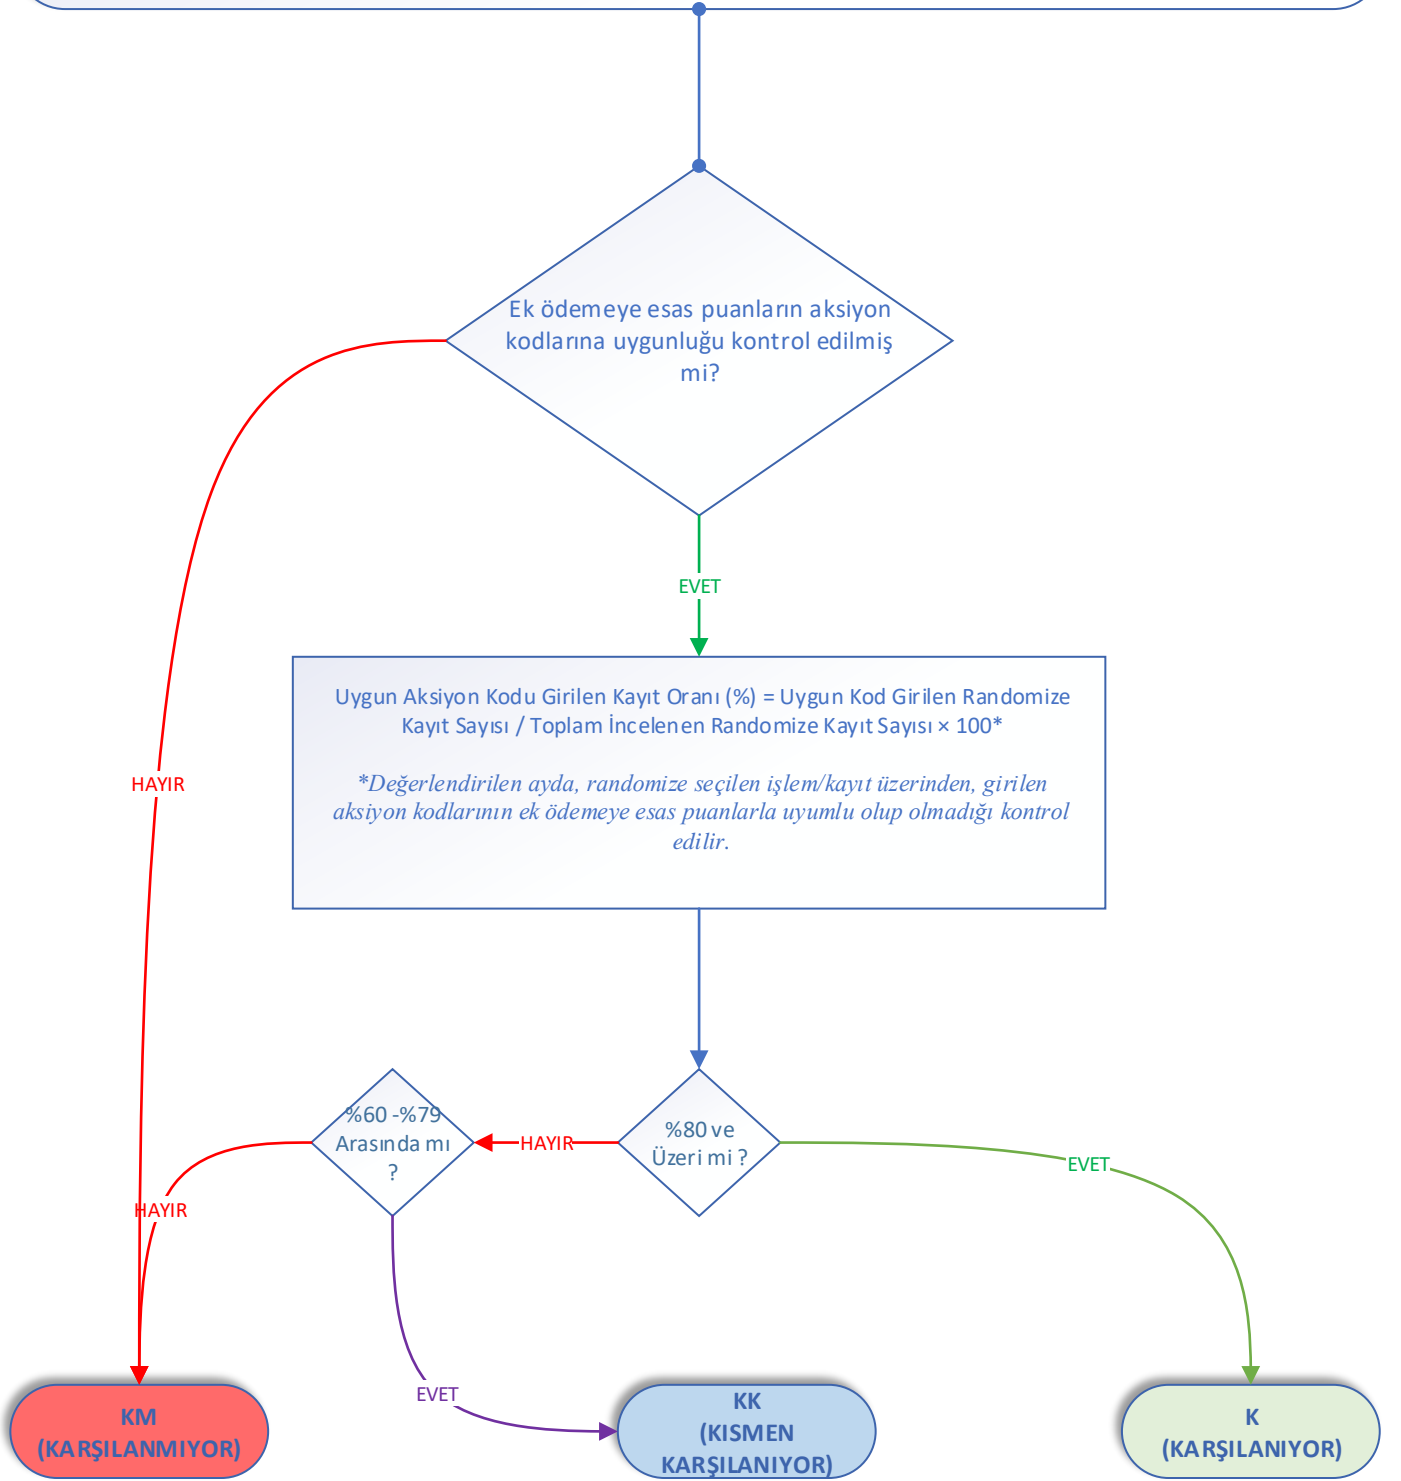 Ek ödemeye esas puanların aksiyon
kodlarına uygunluğu kontrol edilmiş
mi?
EVET
Uygun Aksiyon Kodu Girilen Kayıt Oranı (%) = Uygun Kod Girilen Randomize
Kayıt Sayısı / Toplam İncelenen Randomize Kayıt Sayısı × 100*
*Değerlendirilen ayda, randomize seçilen işlem/kayıt üzerinden, girilen
aksiyon kodlarının ek ödemeye esas puanlarla uyumlu olup olmadığı kontrol
edilir.
HAYIR
%60 -%79
Arasında mı
?
HAYIR
%80 ve
Üzeri mi ?
EVET
HAYIR
EVET
KM
(KARŞILANMIYOR)
KK
(KISMEN
KARŞILANIYOR)
K
(KARŞILANIYOR)